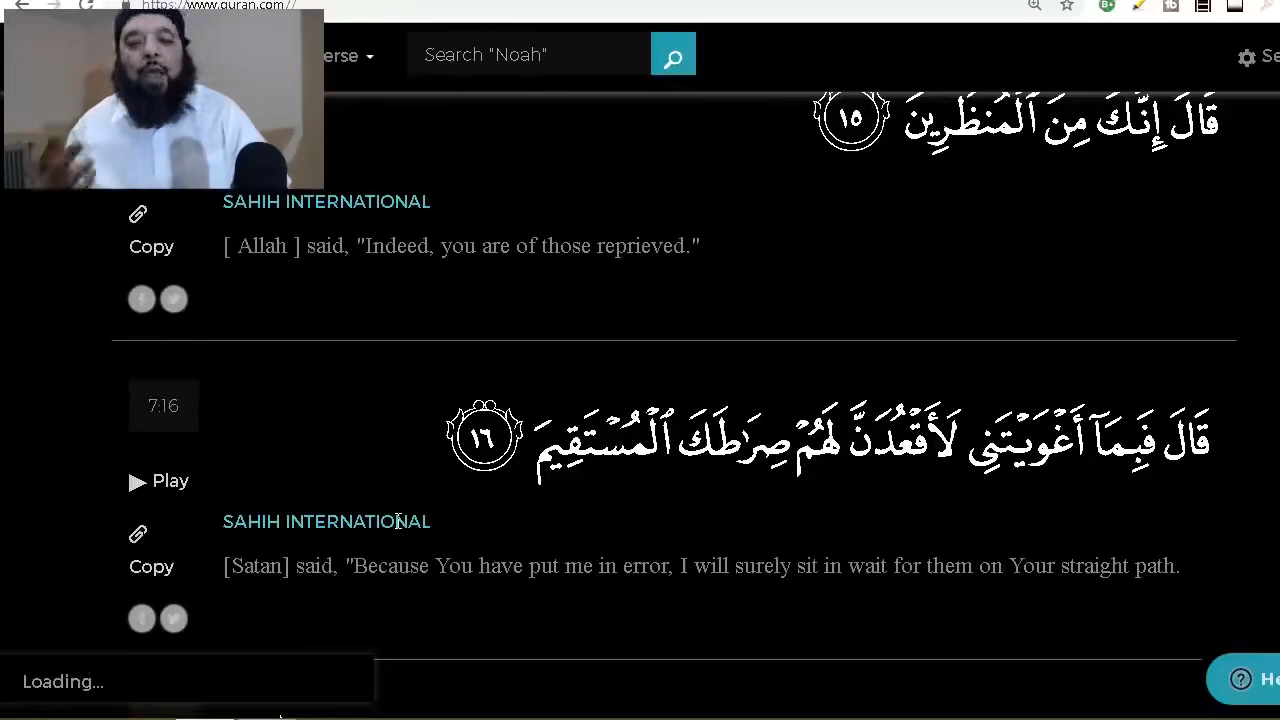 https://www.quran.com//
erse
Search "Noah"
Se
قَالَ إِنَّكَ مِنَ ٱلْمُنظَرِينَ ١٥
SAHIH INTERNATIONAL
Copy
[ Allah ] said, "Indeed, you are of those reprieved."
7:16
قَالَ فَبِمَآ أَغْوَيْتَنِى لَأَقْعُدَنَّ لَهُمْ صِرَٰطَكَ ٱلْمُسْتَقِيمَ ١٦
Play
SAHIH INTERNATIONAL
Copy
[Satan] said, "Because You have put me in error, I will surely sit in wait for them on Your straight path.
Loading...
He